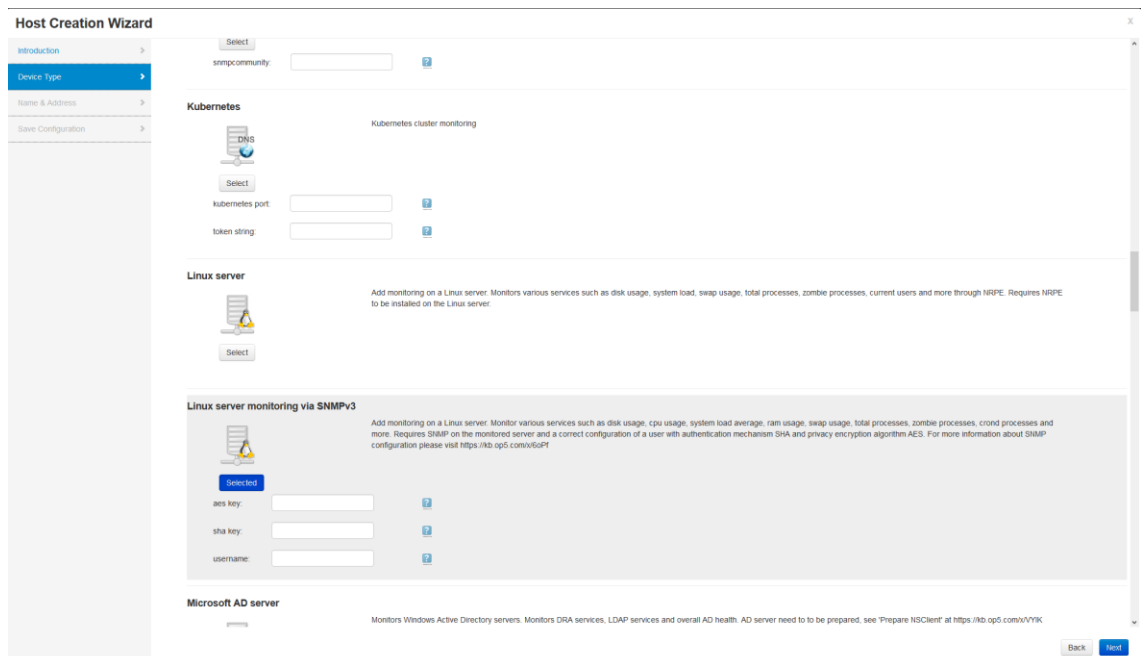 Host Creation Wizard
X
Introduction
Device Type
Name & Address
Save Configuration
Select
snmpcommunity:
?
Kubernetes
Kubernetes cluster monitoring
DNS
Select
kubernetes port:
?
token string:
?
Linux server
Add monitoring on a Linux server. Monitors various services such as disk usage, system load, swap usage, total processes, zombie processes, current users and more through NRPE. Requires NRPE
to be installed on the Linux server.
Select
Linux server monitoring via SNMPv3
Add monitoring on a Linux server. Monitor various services such as disk usage, cpu usage, system load average, ram usage, swap usage, total processes, zombie processes, crond processes and
more. Requires SNMP on the monitored server and a correct configuration of a user with authentication mechanism SHA and privacy encryption algorithm AES. For more information about SNMP
configuration please visit https://kb.op5.com/x/6oPf
Selected
aes key:
?
sha key:
?
username:
?
Microsoft AD server
Monitors Windows Active Directory servers. Monitors DRA services, LDAP services and overall AD health. AD server need to to be prepared, see 'Prepare NSClient' at https://kb.op5.com/x/VYIK
Back
Next